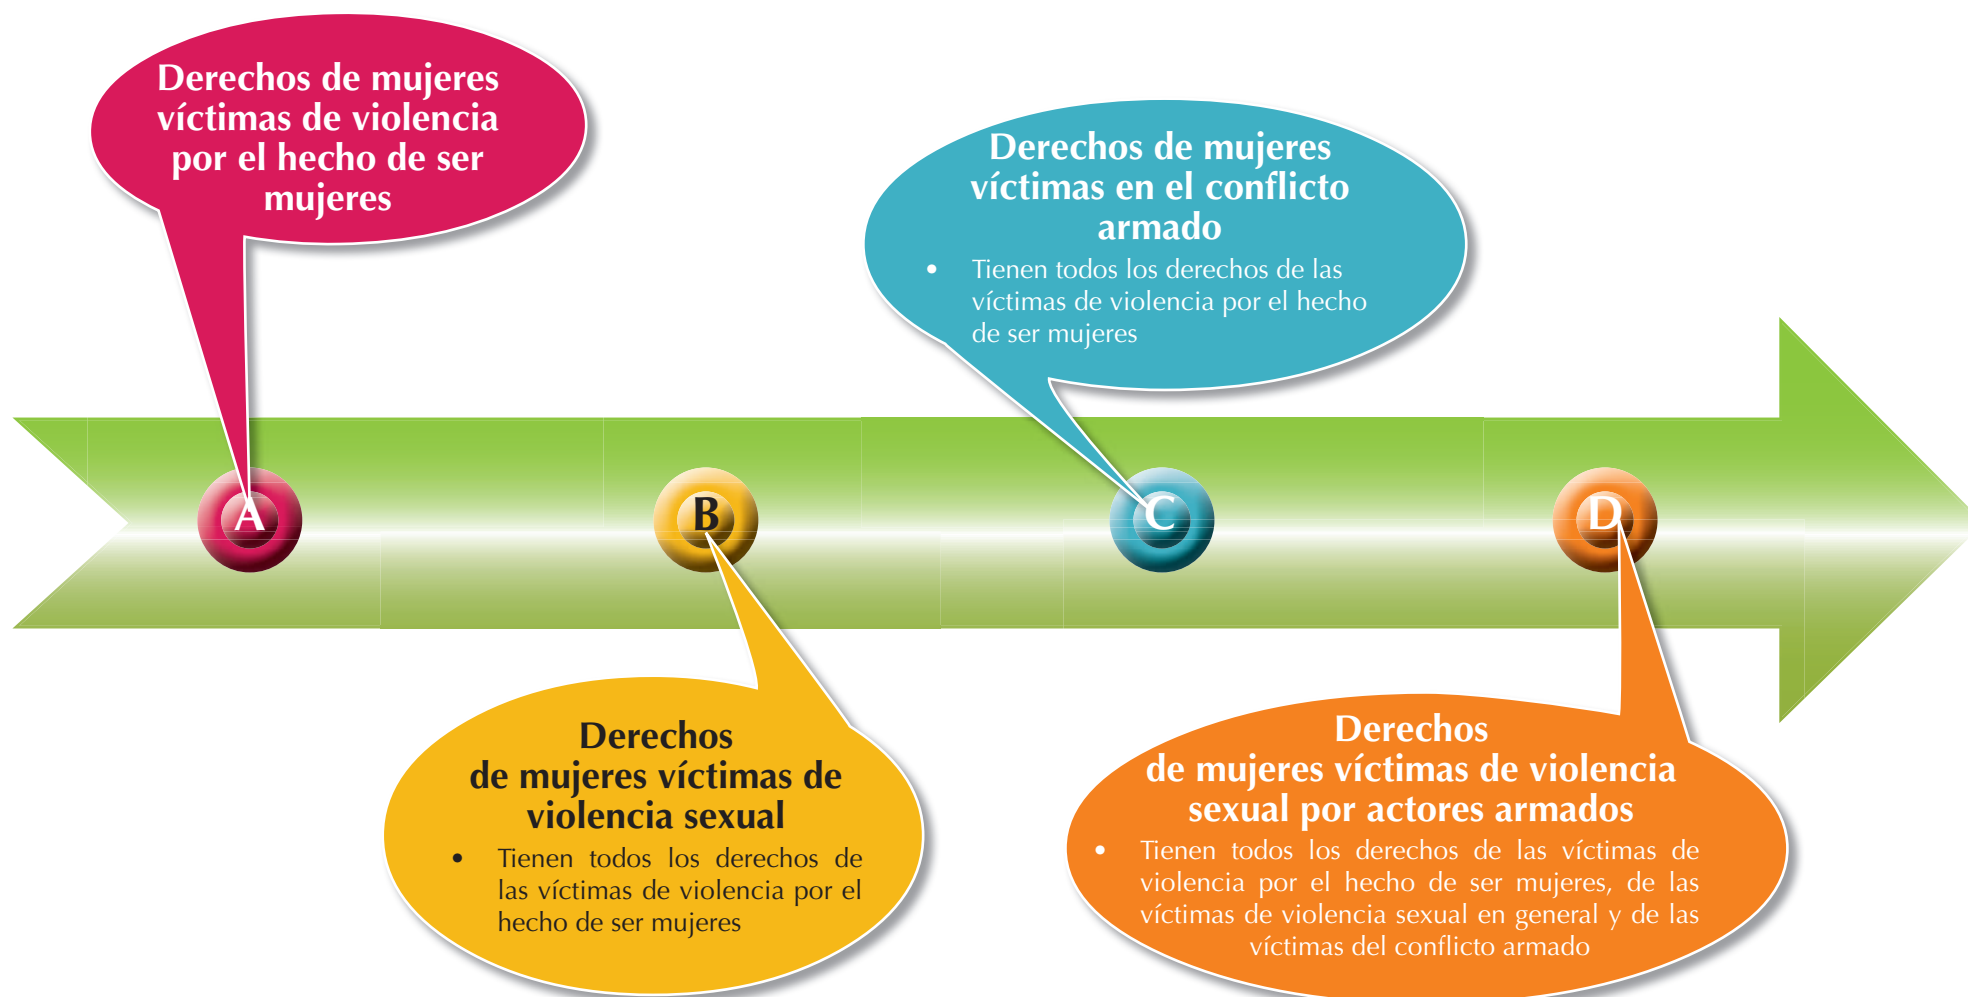 Derechos de mujeres
víctimas de violencia
por el hecho de ser
mujeres
Derechos de mujeres
víctimas en el conflicto
armado
• Tienen todos los derechos de las
víctimas de violencia por el hecho
de ser mujeres
A
B
C
D
Derechos
de mujeres víctimas de
violencia sexual
• Tienen todos los derechos de
las víctimas de violencia por el
hecho de ser mujeres
Derechos
de mujeres víctimas de violencia
sexual por actores armados
• Tienen todos los derechos de las víctimas de
violencia por el hecho de ser mujeres, de las
víctimas de violencia sexual en general y de las
víctimas del conflicto armado